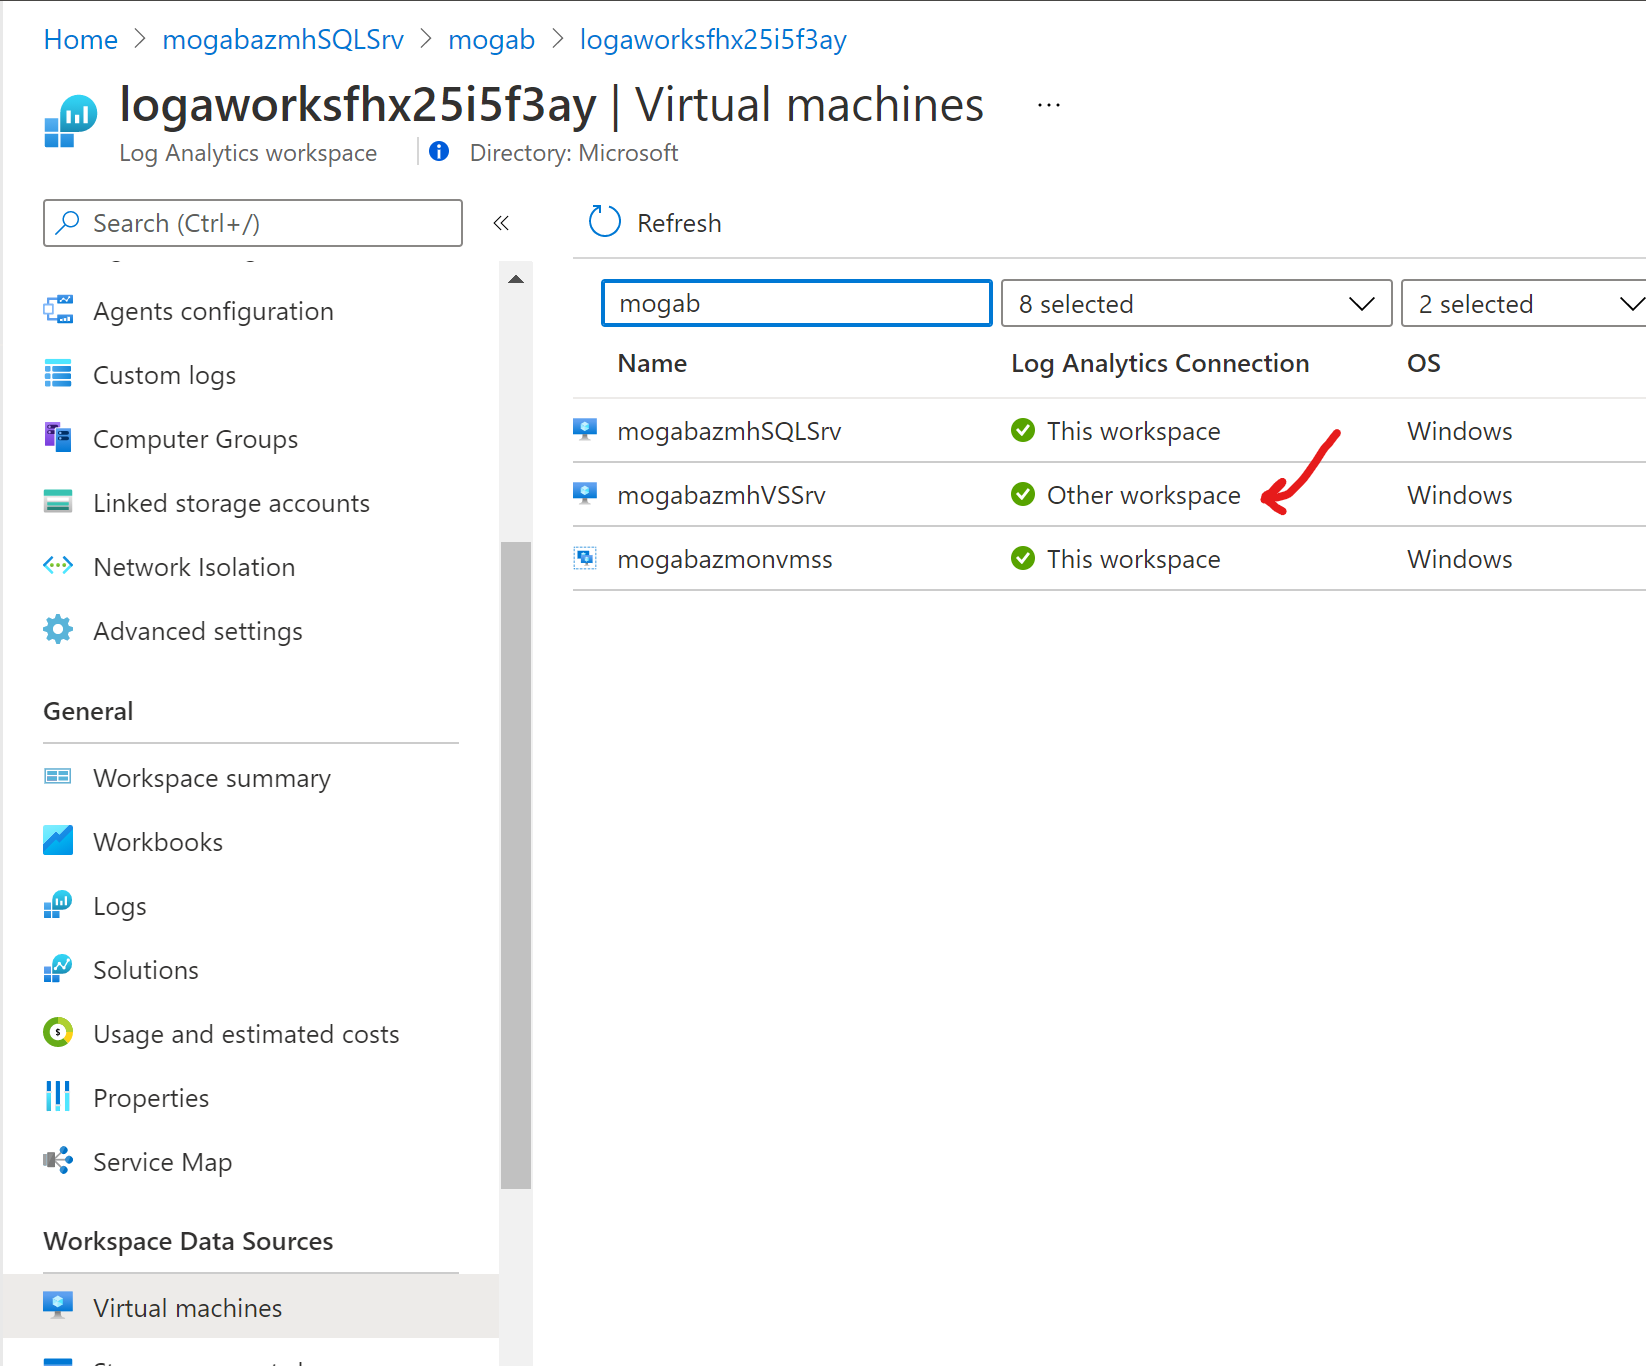 Home > mogabazmhSQLSrv > mogab > logaworksfhx25i5f3ay
logaworksfhx25i5f3ay | Virtual machines ...
Log Analytics workspace Directory: Microsoft
Search (Ctrl+/) « Refresh
mogab 8 selected 2 selected
Name Log Analytics Connection OS
mogabazmhSQLSrv This workspace Windows
mogabazmhVSSrv Other workspace Windows
mogabazmonvmss This workspace Windows
Agents configuration
Custom logs
Computer Groups
Linked storage accounts
Network Isolation
Advanced settings
General
Workspace summary
Workbooks
Logs
Solutions
Usage and estimated costs
Properties
Service Map
Workspace Data Sources
Virtual machines